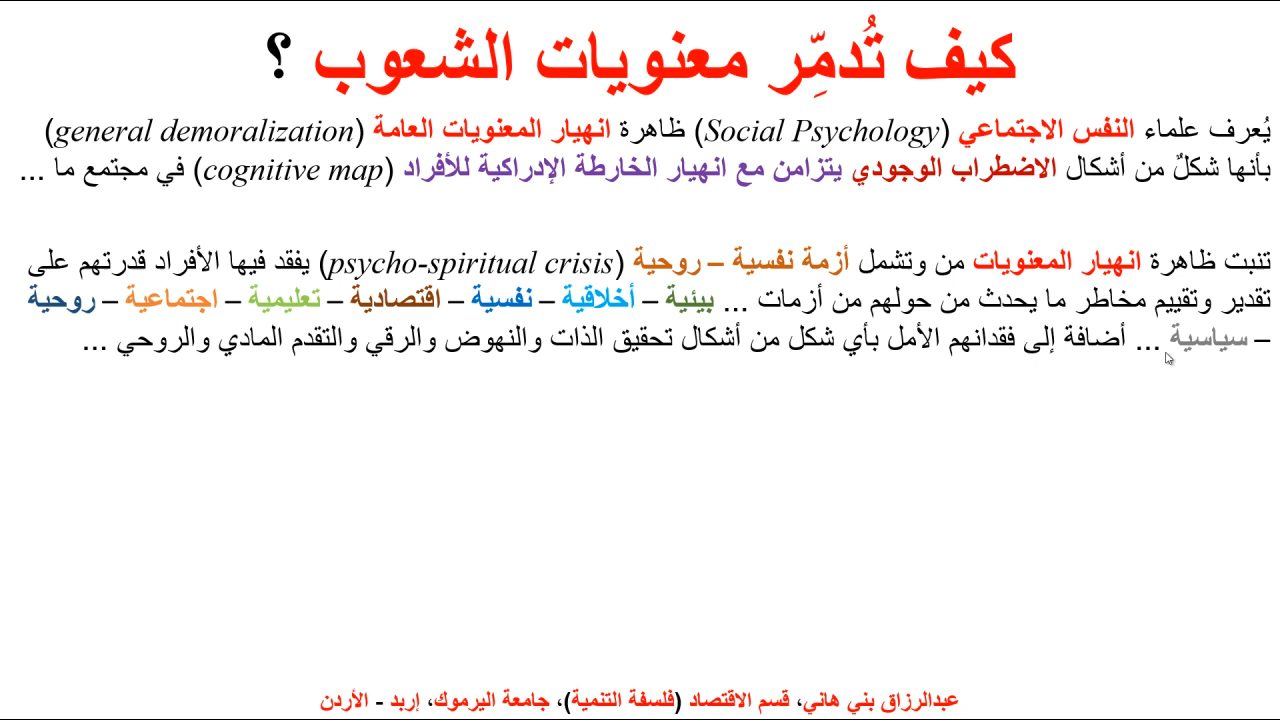 كيف تُدمِّر معنويات الشعوب ؟
يُعرف علماء النفس الاجتماعي (Social Psychology) ظاهرة انهيار المعنويات العامة (general demoralization)
بأنها شكلٌ من أشكال الاضطراب الوجودي يتزامن مع انهيار الخارطة الإدراكية للأفراد (cognitive map) في مجتمع ما ...
تنبت ظاهرة انهيار المعنويات من وتشمل أزمة نفسية – روحية (psycho-spiritual crisis) يفقد فيها الأفراد قدرتهم على
تقدير وتقييم مخاطر ما يحدث من حولهم من أزمات ... بيئية – أخلاقية – نفسية – اقتصادية – تعليمية – اجتماعية – روحية
– سياسية ... أضافة إلى فقدانهم الأمل بأي شكل من أشكال تحقيق الذات والنهوض والرقي والتقدم المادي والروحي ...
عبدالرزاق بني هاني، قسم الاقتصاد (فلسفة التنمية)، جامعة اليرموك، إربد - الأردن